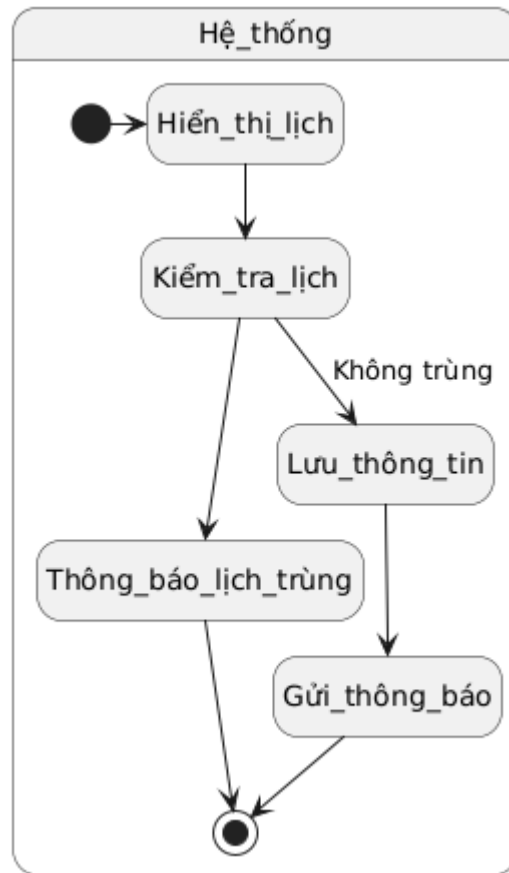 Hệ_thống
Hiển_thị_lịch
Kiểm_tra_lịch
Không trùng
Lưu_thông_tin
Thông_báo_lịch_trùng
Gửi_thông_báo